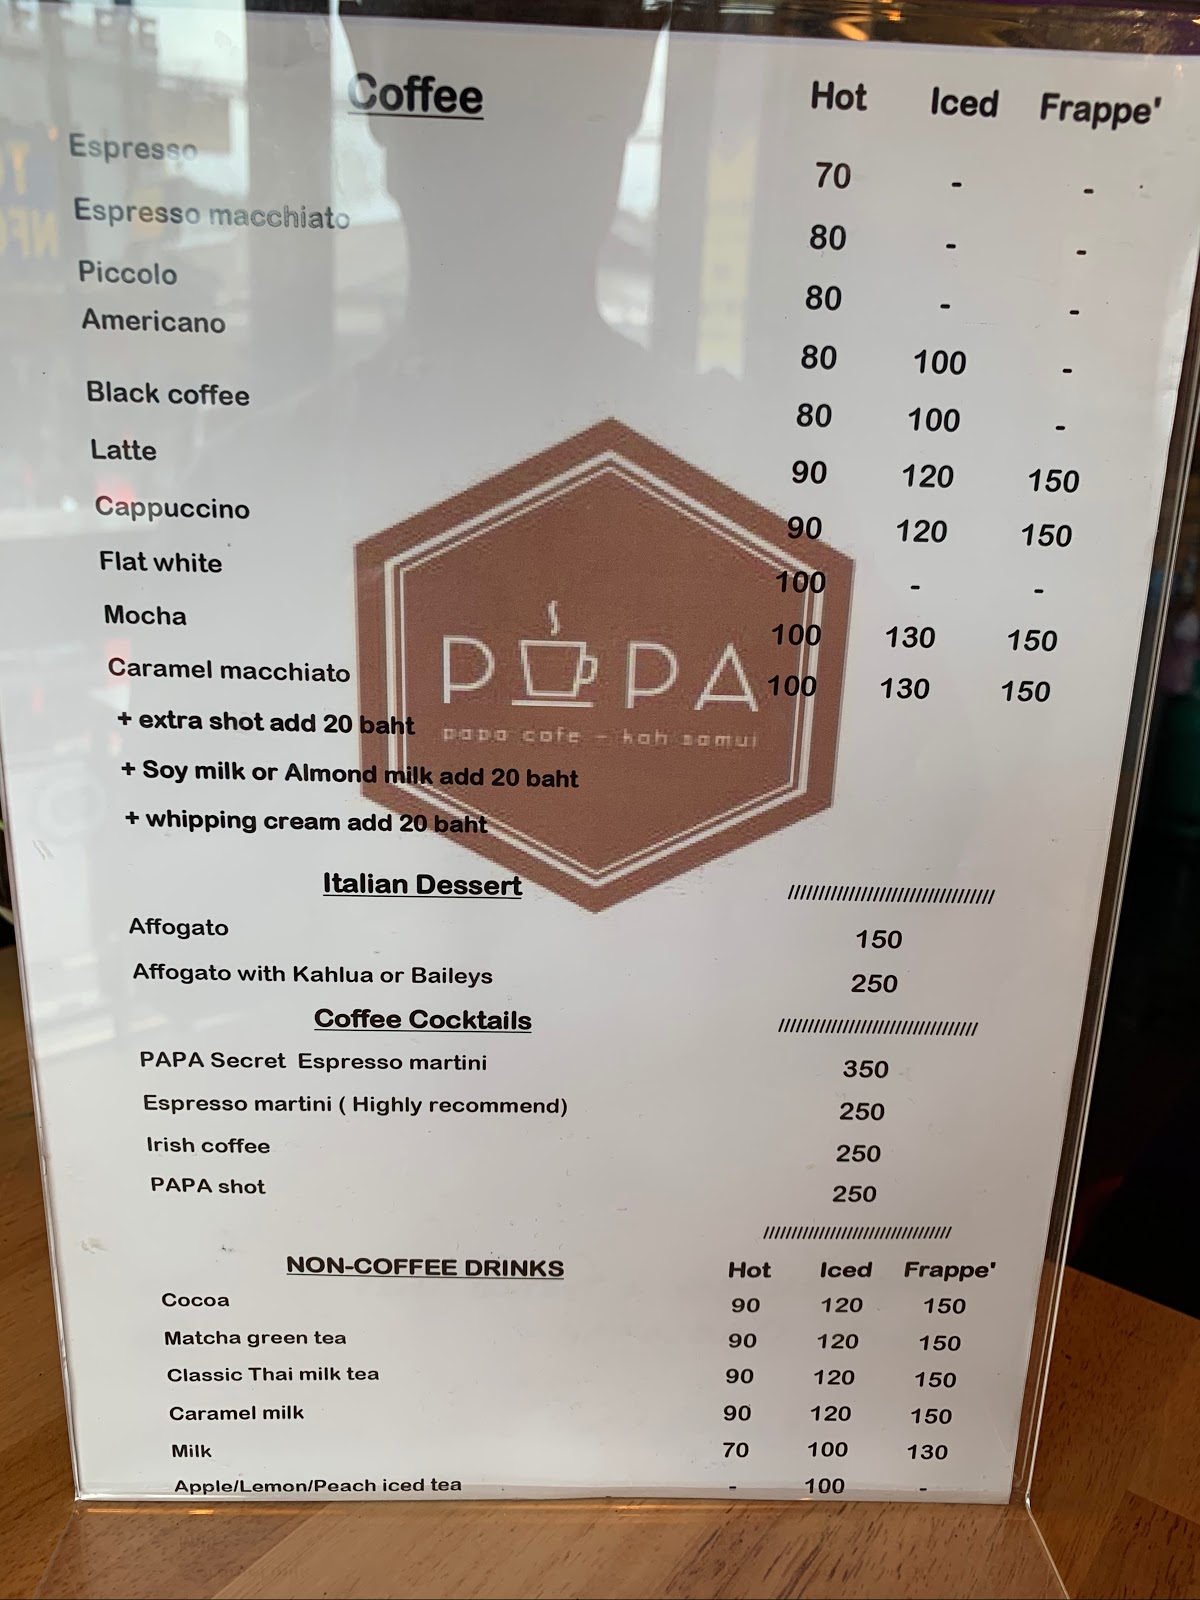 Coffee Hot Iced Frappe'
Espresso 70 - -
Espresso macchiato 80 - -
Piccolo 80 - -
Americano 80 100 -
Black coffee 80 100 -
Latte 90 120 150
Cappuccino 90 120 150
Flat white 100 - -
Mocha 100 130 150
Caramel macchiato 100 130 150
+ extra shot add 20 baht
+ Soy milk or Almond milk add 20 baht
+ whipping cream add 20 baht
PAPA
papa cafe - koh samui
Italian Dessert //////////////////////////////////
Affogato 150
Affogato with Kahlua or Baileys 250
Coffee Cocktails //////////////////////////////////
PAPA Secret Espresso martini 350
Espresso martini ( Highly recommend) 250
Irish coffee 250
PAPA shot 250
//////////////////////////////////
NON-COFFEE DRINKS Hot Iced Frappe'
Cocoa 90 120 150
Matcha green tea 90 120 150
Classic Thai milk tea 90 120 150
Caramel milk 90 120 150
Milk 70 100 130
Apple/Lemon/Peach iced tea - 100 -